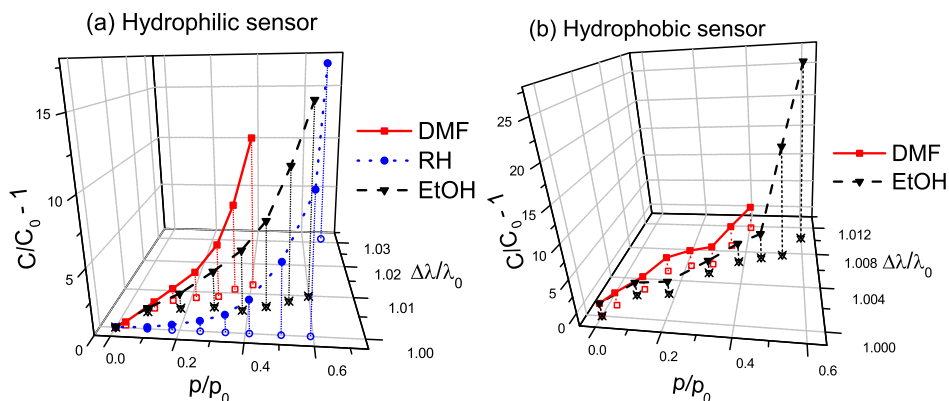 (a) Hydrophilic sensor
C/C₀ - 1
15
10
5
0
0.0
0.2
0.4
0.6
p/p₀
1.03
1.02
1.01
1.00
Δλ/λ₀
DMF
RH
EtOH
(b) Hydrophobic sensor
C/C₀ - 1
25
20
15
10
5
0
0.0
0.2
0.4
0.6
p/p₀
1.012
1.008
1.004
1.000
Δλ/λ₀
DMF
EtOH